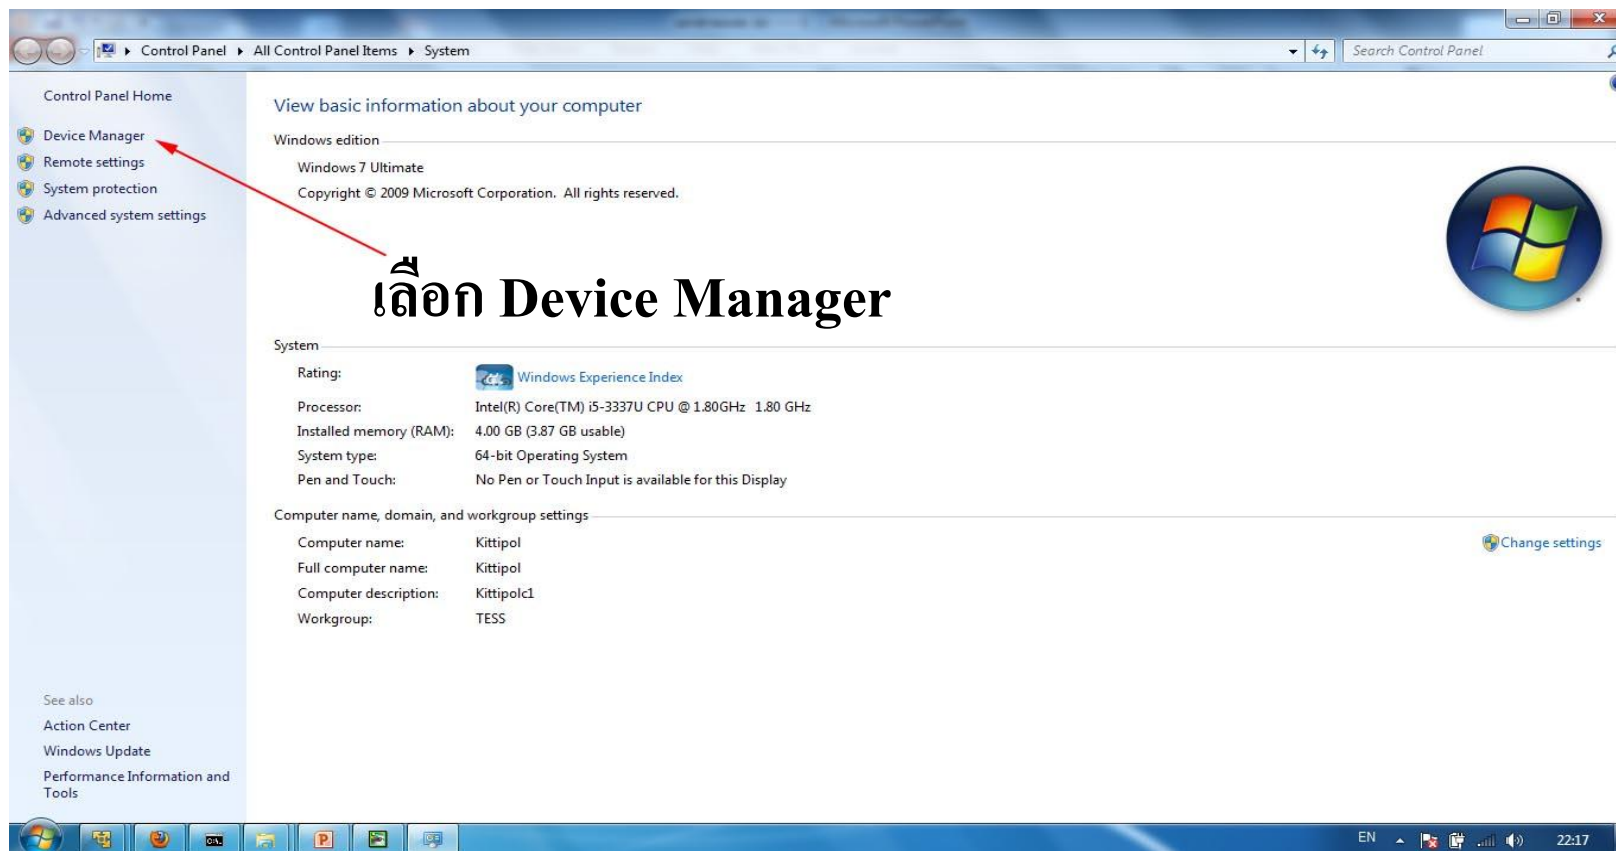 Control Panel ▸ All Control Panel Items ▸ System
Search Control Panel
Control Panel Home
Device Manager
Remote settings
System protection
Advanced system settings
View basic information about your computer
Windows edition
Windows 7 Ultimate
Copyright © 2009 Microsoft Corporation. All rights reserved.
เลือก Device Manager
System
Rating: Windows Experience Index
Processor: Intel(R) Core(TM) i5-3337U CPU @ 1.80GHz 1.80 GHz
Installed memory (RAM): 4.00 GB (3.87 GB usable)
System type: 64-bit Operating System
Pen and Touch: No Pen or Touch Input is available for this Display
Computer name, domain, and workgroup settings
Computer name: Kittipol
Change settings
Full computer name: Kittipol
Computer description: Kittipolc1
Workgroup: TESS
See also
Action Center
Windows Update
Performance Information and
Tools
EN 22:17